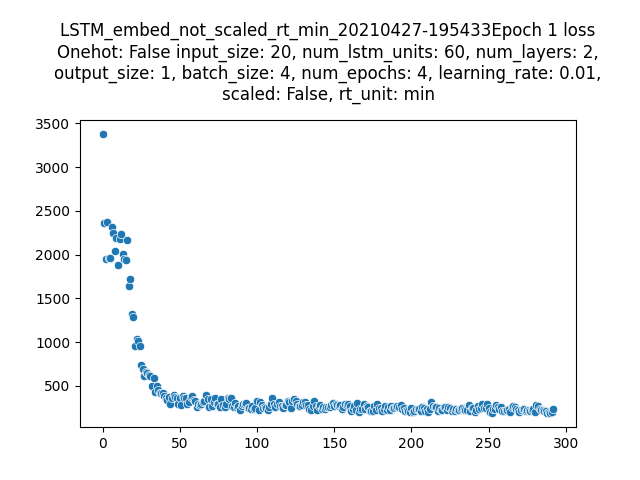 LSTM_embed_not_scaled_rt_min_20210427-195433Epoch 1 loss
Onehot: False input_size: 20, num_lstm_units: 60, num_layers: 2,
output_size: 1, batch_size: 4, num_epochs: 4, learning_rate: 0.01,
scaled: False, rt_unit: min
3500
3000
2500
2000
1500
1000
500
0 50 100 150 200 250 300